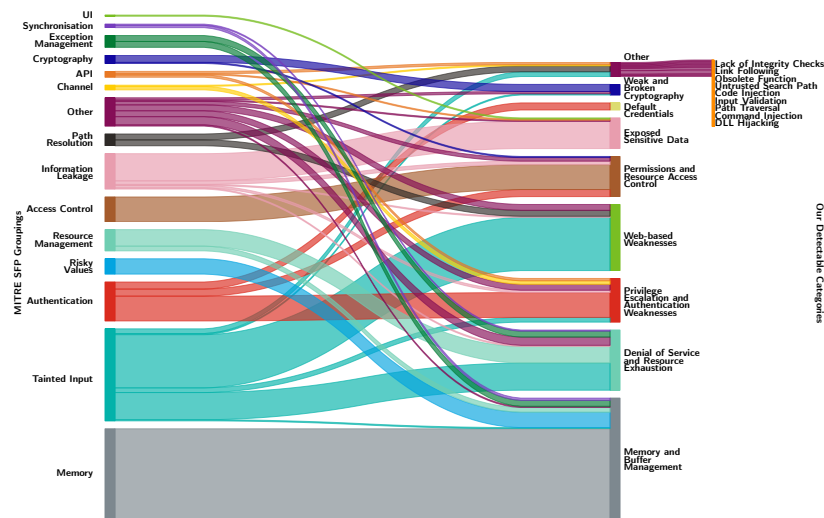 MITRE SFP Groupings
UI
Synchronisation
Exception
Management
Cryptography
API
Channel
Other
Path
Resolution
Information
Leakage
Access Control
Resource
Management
Risky
Values
Authentication
Tainted Input
Memory
Other
Weak and
Broken
Cryptography
Default
Credentials
Exposed
Sensitive Data
Permissions and
Resource Access
Control
Web-based
Weaknesses
Privilege
Escalation and
Authentication
Weaknesses
Denial of Service
and Resource
Exhaustion
Memory and
Buffer
Management
Lack of Integrity Checks
Link Following
Obsolete Function
Untrusted Search Path
Code Injection
Input Validation
Path Traversal
Command Injection
DLL Hijacking
Our Detectable Categories